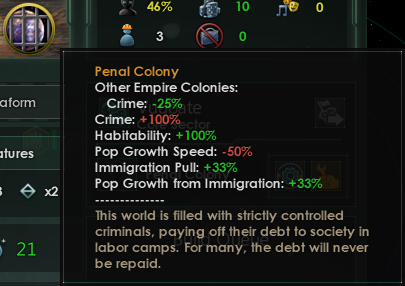 46%
10
0
3
0
Penal Colony
Other Empire Colonies:
Crime: -25%
Crime: +100%
Habitability: +100%
Pop Growth Speed: -50%
Immigration Pull: +33%
Pop Growth from Immigration: +33%
--------------
This world is filled with strictly controlled
criminals, paying off their debt to society in
labor camps. For many, the debt will never
be repaid.
aform
atures
x2
21